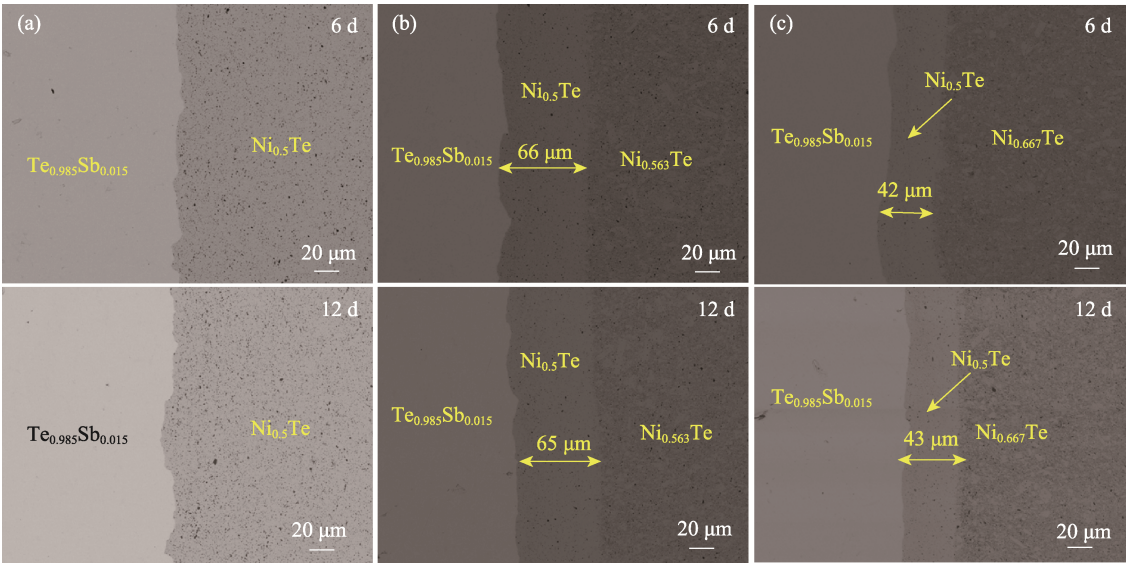 (a)
6 d
Te0.985Sb0.015
Ni0.5Te
20 μm
(b)
6 d
Ni0.5Te
Te0.985Sb0.015
66 μm
Ni0.563Te
20 μm
(c)
6 d
Ni0.5Te
Te0.985Sb0.015
Ni0.667Te
42 μm
20 μm
12 d
Te0.985Sb0.015
Ni0.5Te
20 μm
12 d
Ni0.5Te
Te0.985Sb0.015
65 μm
Ni0.563Te
20 μm
12 d
Ni0.5Te
Te0.985Sb0.015
43 μm
Ni0.667Te
20 μm